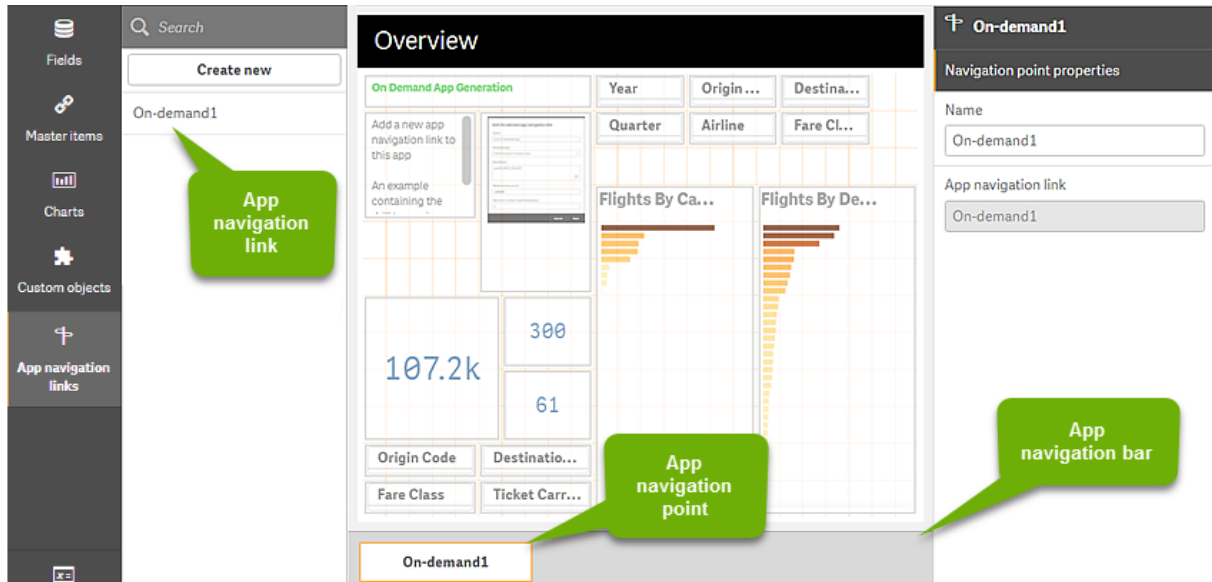 Fields
Master items
Charts
Custom objects
App navigation
links
Search
Create new
On-demand1
App
navigation
link
Overview
On Demand App Generation
Add a new app
navigation link to
this app
An example
containing the
Year
Origin ...
Destina...
Quarter
Airline
Fare Cl...
Flights By Ca...
Flights By De...
107.2k
300
61
Origin Code
Destinatio...
Fare Class
Ticket Carr...
App
navigation
point
On-demand1
App
navigation bar
On-demand1
Navigation point properties
Name
On-demand1
App navigation link
On-demand1